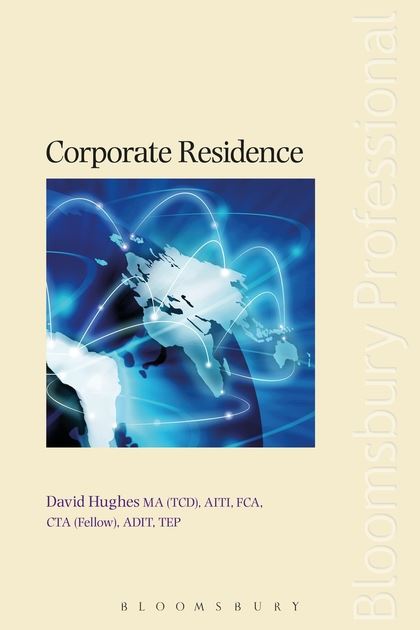 Bloomsbury Professional
Corporate Residence
David Hughes MA (TCD), AITI, FCA,
CTA (Fellow), ADIT, TEP
BLOOMSBURY